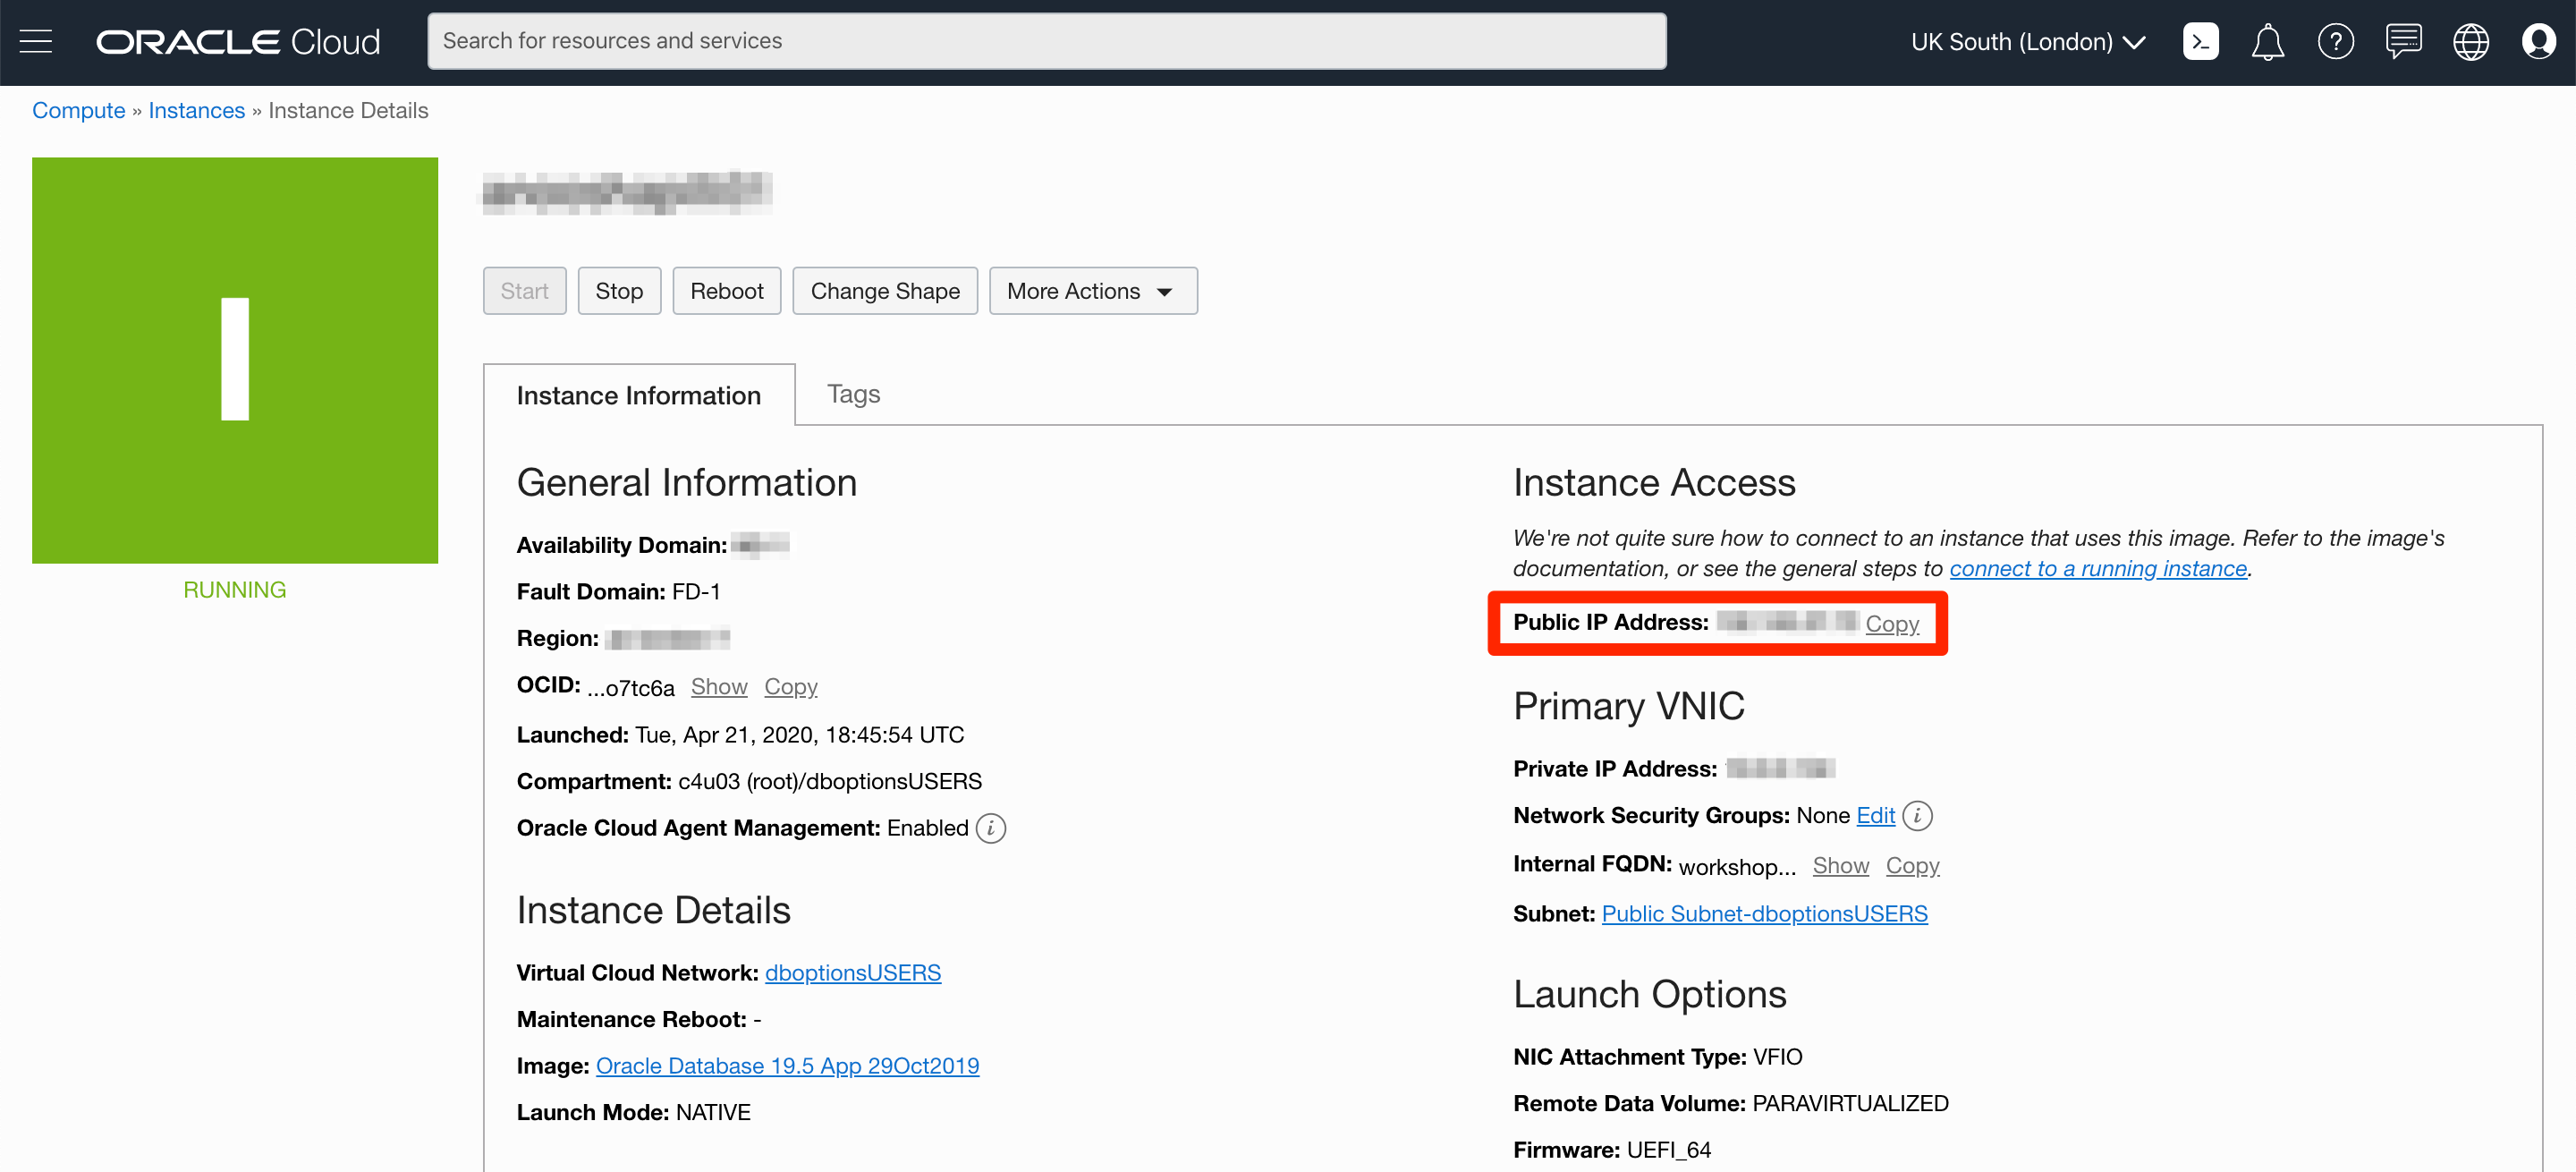 ORACLE Cloud
Search for resources and services
UK South (London)
Compute » Instances » Instance Details
I
RUNNING
Start Stop Reboot Change Shape More Actions
Instance Information Tags
General Information
Availability Domain:
Fault Domain: FD-1
Region:
OCID: ...o7tc6a Show Copy
Launched: Tue, Apr 21, 2020, 18:45:54 UTC
Compartment: c4u03 (root)/dboptionsUSERS
Oracle Cloud Agent Management: Enabled i
Instance Details
Virtual Cloud Network: dboptionsUSERS
Maintenance Reboot: -
Image: Oracle Database 19.5 App 29Oct2019
Launch Mode: NATIVE
Instance Access
We're not quite sure how to connect to an instance that uses this image. Refer to the image's
documentation, or see the general steps to connect to a running instance.
Public IP Address: Copy
Primary VNIC
Private IP Address:
Network Security Groups: None Edit i
Internal FQDN: workshop... Show Copy
Subnet: Public Subnet-dboptionsUSERS
Launch Options
NIC Attachment Type: VFIO
Remote Data Volume: PARAVIRTUALIZED
Firmware: UEFI_64